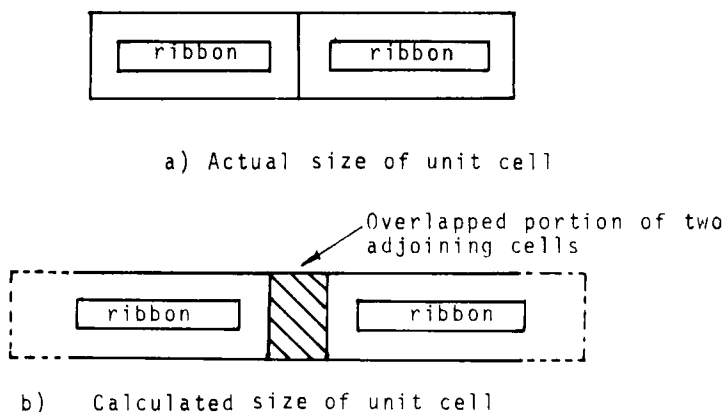 ribbon ribbon
a) Actual size of unit cell
Overlapped portion of two
adjoining cells
ribbon ribbon
b) Calculated size of unit cell